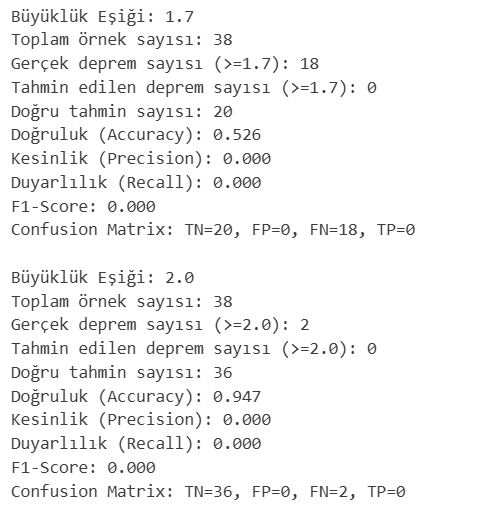 Büyüklük Eşiği: 1.7
Toplam örnek sayısı: 38
Gerçek deprem sayısı (>=1.7): 18
Tahmin edilen deprem sayısı (>=1.7): 0
Doğru tahmin sayısı: 20
Doğruluk (Accuracy): 0.526
Kesinlik (Precision): 0.000
Duyarlılık (Recall): 0.000
F1-Score: 0.000
Confusion Matrix: TN=20, FP=0, FN=18, TP=0

Büyüklük Eşiği: 2.0
Toplam örnek sayısı: 38
Gerçek deprem sayısı (>=2.0): 2
Tahmin edilen deprem sayısı (>=2.0): 0
Doğru tahmin sayısı: 36
Doğruluk (Accuracy): 0.947
Kesinlik (Precision): 0.000
Duyarlılık (Recall): 0.000
F1-Score: 0.000
Confusion Matrix: TN=36, FP=0, FN=2, TP=0